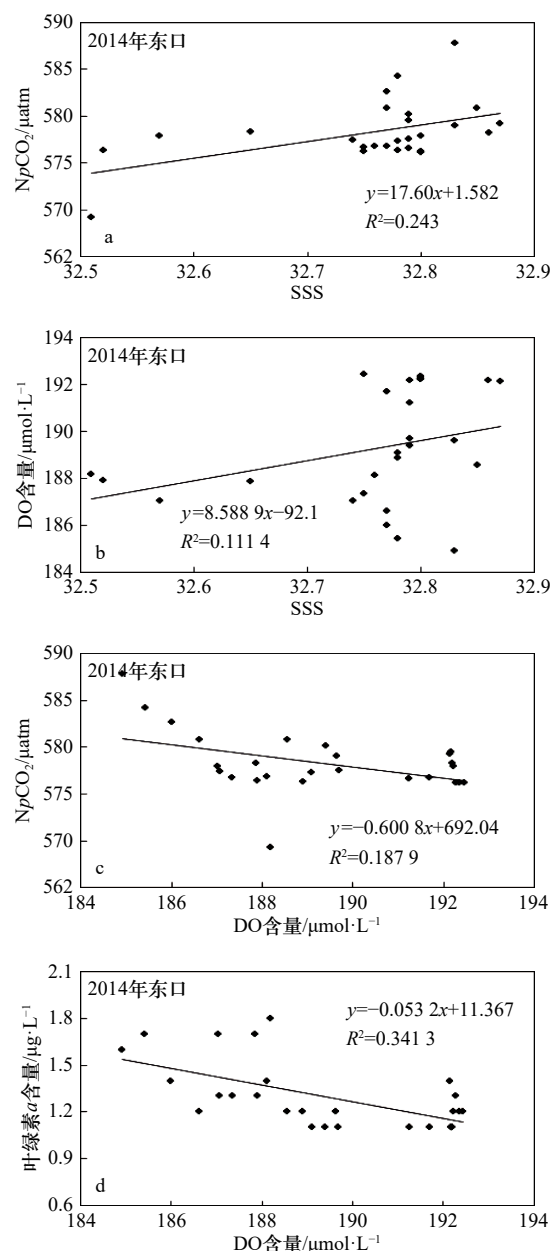 590
2014年东口
585
580
575
570
562
NpCO₂/μatm
y=17.60x+1.582
R²=0.243
a
32.5 32.6 32.7 32.8 32.9
SSS
194
2014年东口
192
190
188
186
184
DO含量/μmol·L⁻¹
y=8.588 9x−92.1
R²=0.111 4
b
32.5 32.6 32.7 32.8 32.9
SSS
590
2014年东口
585
580
575
570
562
NpCO₂/μatm
y=−0.600 8x+692.04
R²=0.187 9
c
184 186 188 190 192 194
DO含量/μmol·L⁻¹
2.1
2014年东口
1.8
1.5
1.2
0.9
0.6
叶绿素a含量/μg·L⁻¹
y=−0.053 2x+11.367
R²=0.341 3
d
184 186 188 190 192 194
DO含量/μmol·L⁻¹